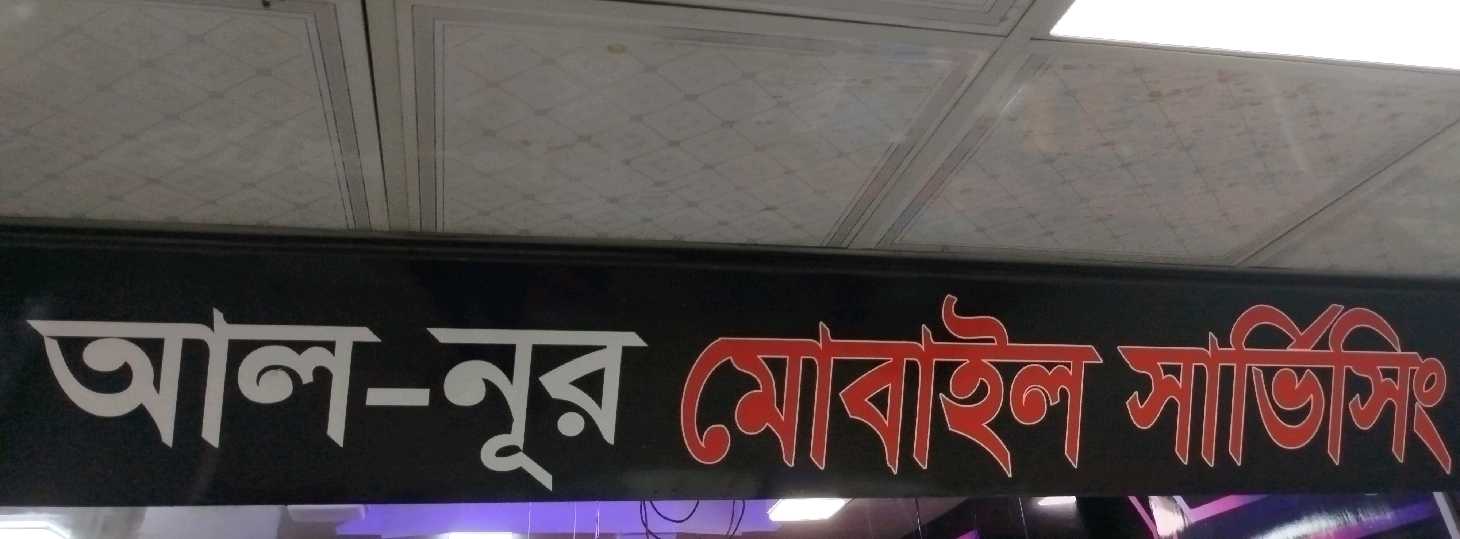 আল-নূর মোবাইল সার্ভিসিং